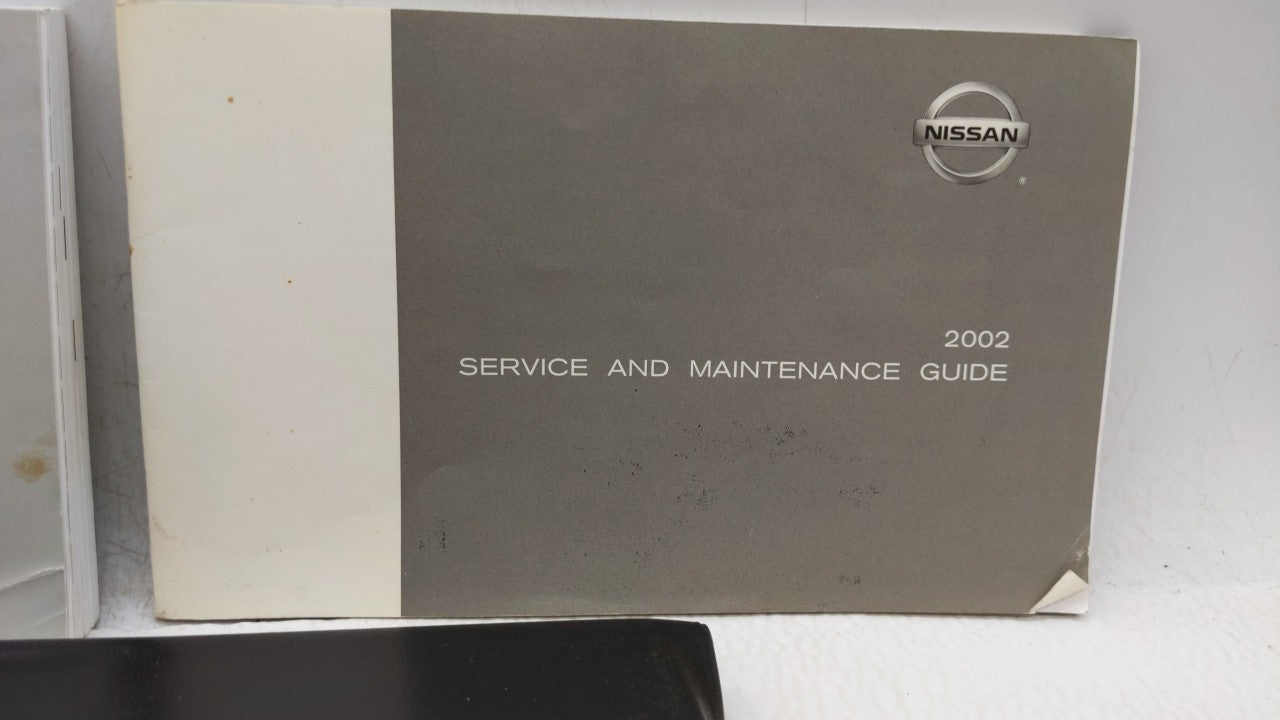 NISSAN
®
2002
SERVICE AND MAINTENANCE GUIDE